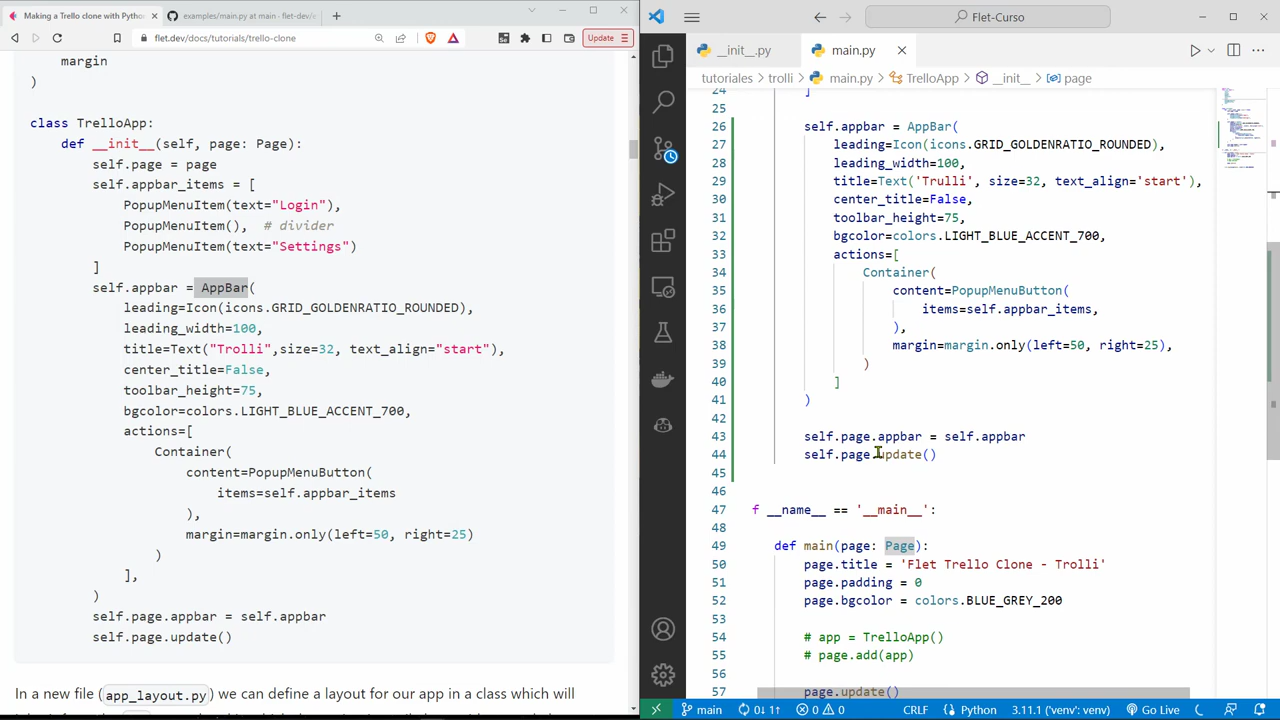 Making a Trello clone with Python
examples/main.py at main · flet-dev/e
flet.dev/docs/tutorials/trello-clone
Update
margin
)
class TrelloApp:
def __init__(self, page: Page):
self.page = page
self.appbar_items = [
PopupMenuItem(text="Login"),
PopupMenuItem(), # divider
PopupMenuItem(text="Settings")
]
self.appbar = AppBar(
leading=Icon(icons.GRID_GOLDENRATIO_ROUNDED),
leading_width=100,
title=Text("Trolli",size=32, text_align="start"),
center_title=False,
toolbar_height=75,
bgcolor=colors.LIGHT_BLUE_ACCENT_700,
actions=[
Container(
content=PopupMenuButton(
items=self.appbar_items
),
margin=margin.only(left=50, right=25)
)
],
)
self.page.appbar = self.appbar
self.page.update()
In a new file (app_layout.py) we can define a layout for our app in a class which will
Flet-Curso
__init__.py
main.py
tutoriales > trolli > main.py > TrelloApp > __init__ > page
24 ]
25
26 self.appbar = AppBar(
27 leading=Icon(icons.GRID_GOLDENRATIO_ROUNDED),
28 leading_width=100,
29 title=Text('Trulli', size=32, text_align='start'),
30 center_title=False,
31 toolbar_height=75,
32 bgcolor=colors.LIGHT_BLUE_ACCENT_700,
33 actions=[
34 Container(
35 content=PopupMenuButton(
36 items=self.appbar_items,
37 ),
38 margin=margin.only(left=50, right=25),
39 )
40 ]
41 )
42
43 self.page.appbar = self.appbar
44 self.page.update()
45
46
47 f __name__ == '__main__':
48
49 def main(page: Page):
50 page.title = 'Flet Trello Clone - Trolli'
51 page.padding = 0
52 page.bgcolor = colors.BLUE_GREY_200
53
54 # app = TrelloApp()
55 # page.add(app)
56
57 page.update()
main 0↓ 1↑ 0 0 CRLF Python 3.11.1 ('venv': venv) Go Live